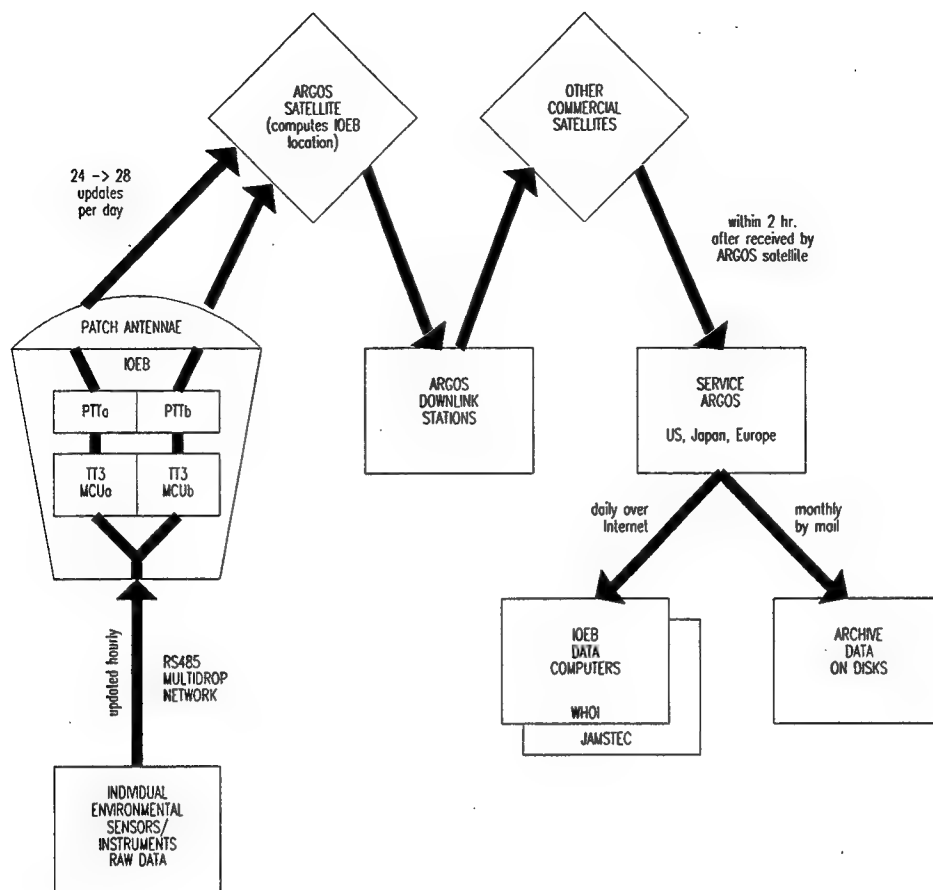 ARGOS
SATELLITE
(computes IOEB
location)
OTHER
COMMERCIAL
SATELLITES
24 -> 28
updates
per day
within 2 hr.
after received by
ARGOS satellite
PATCH ANTENNAE
IOEB
PTTa
PTTb
TT3
MCUa
TT3
MCUb
ARGOS
DOWNLINK
STATIONS
SERVICE
ARGOS
US, Japan, Europe
daily over
Internet
monthly
by mail
updated hourly
RS485
MULTIDROP
NETWORK
IOEB
DATA
COMPUTERS
WHOI
JAMSTEC
ARCHIVE
DATA
ON DISKS
INDIVIDUAL
ENVIRONMENTAL
SENSORS/
INSTRUMENTS
RAW DATA